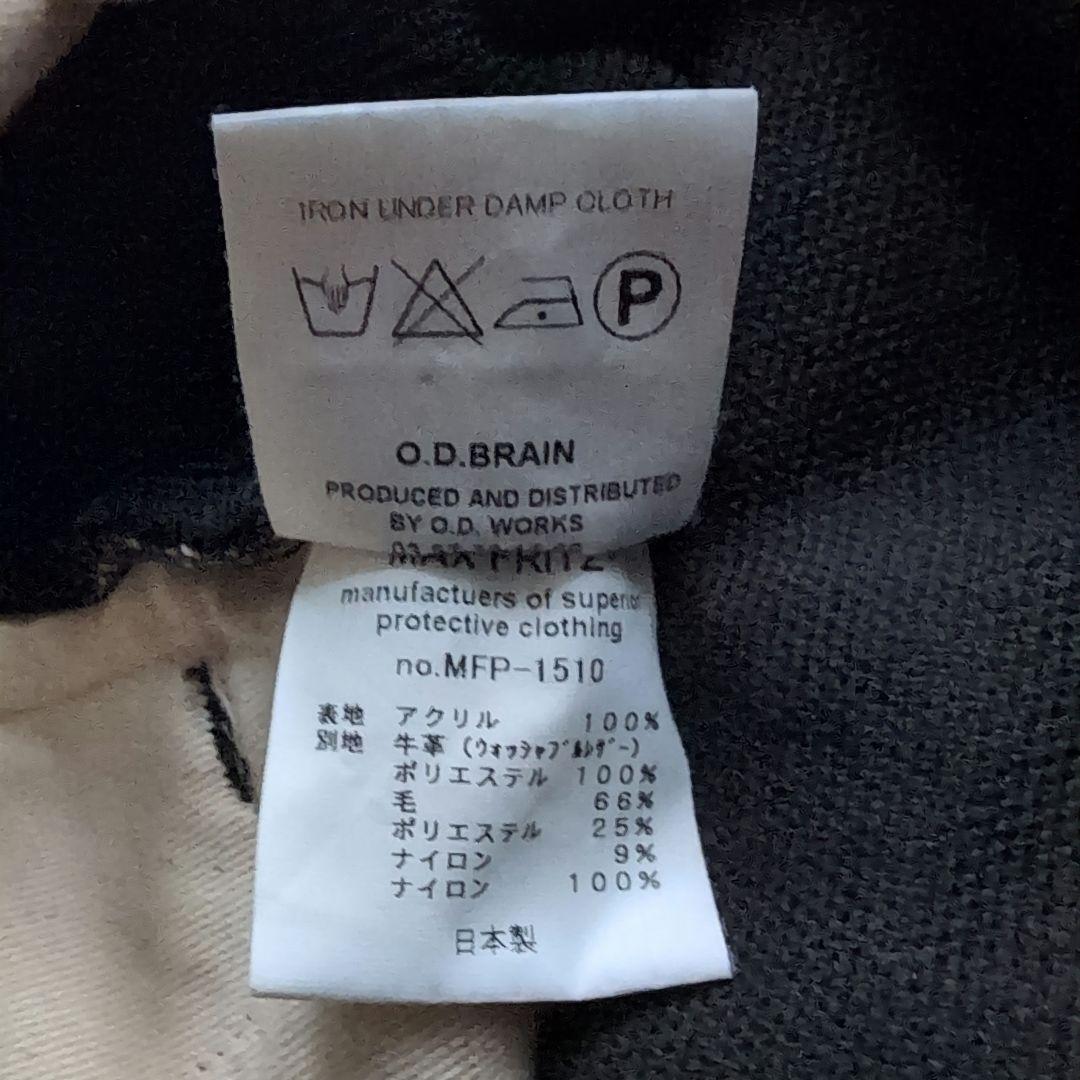 IRON UNDER DAMP CLOTH
P
O.D.BRAIN
PRODUCED AND DISTRIBUTED
BY O.D. WORKS
MAX FRITZ
manufactuers of superior
protective clothing
no.MFP-1510
表地 アクリル 100%
別地 牛革 (ウォッシャブルレザー)
ポリエステル 100%
毛 66%
ポリエステル 25%
ナイロン 9%
ナイロン 100%
日本製